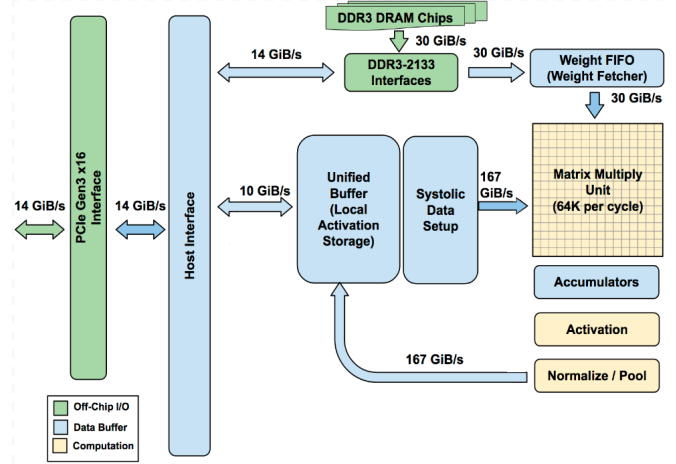 DDR3 DRAM Chips
30 GiB/s
14 GiB/s
DDR3-2133
Interfaces
30 GiB/s
Weight FIFO
(Weight Fetcher)
30 GiB/s
14 GiB/s
PCIe Gen3 x16
Interface
14 GiB/s
Host Interface
10 GiB/s
Unified
Buffer
(Local
Activation
Storage)
Systolic
Data
Setup
167
GiB/s
Matrix Multiply
Unit
(64K per cycle)
Accumulators
Activation
Normalize / Pool
167 GiB/s
Off-Chip I/O
Data Buffer
Computation